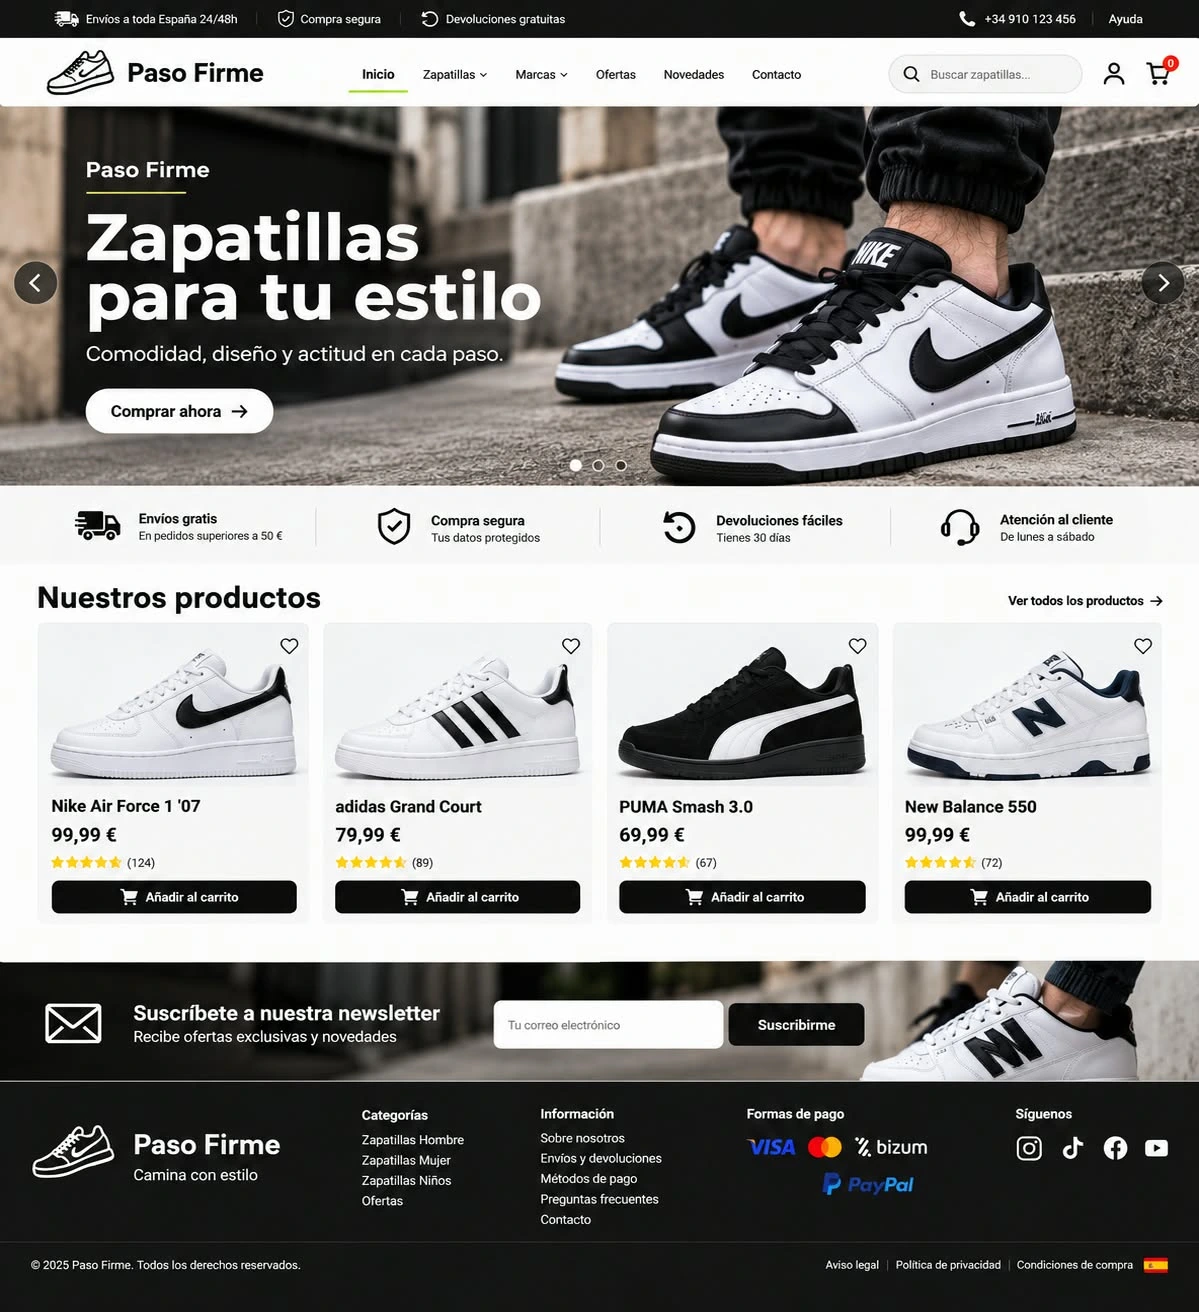 Envíos a toda España 24/48h
Compra segura
Devoluciones gratuitas
+34 910 123 456
Ayuda
Paso Firme
Inicio
Zapatillas
Marcas
Ofertas
Novedades
Contacto
Buscar zapatillas...
0
Paso Firme
Zapatillas
para tu estilo
Comodidad, diseño y actitud en cada paso.
Comprar ahora
NIKE
Envíos gratis
En pedidos superiores a 50 €
Compra segura
Tus datos protegidos
Devoluciones fáciles
Tienes 30 días
Atención al cliente
De lunes a sábado
Nuestros productos
Ver todos los productos
N
Nike Air Force 1 '07
99,99 €
(124)
Añadir al carrito
adidas Grand Court
79,99 €
(89)
Añadir al carrito
PUMA Smash 3.0
69,99 €
(67)
Añadir al carrito
New Balance 550
99,99 €
(72)
Añadir al carrito
Suscríbete a nuestra newsletter
Recibe ofertas exclusivas y novedades
Tu correo electrónico
Suscribirme
N
Paso Firme
Camina con estilo
Categorías
Zapatillas Hombre
Zapatillas Mujer
Zapatillas Niños
Ofertas
Información
Sobre nosotros
Envíos y devoluciones
Métodos de pago
Preguntas frecuentes
Contacto
Formas de pago
VISA
bizum
PayPal
Síguenos
© 2025 Paso Firme. Todos los derechos reservados.
Aviso legal
Política de privacidad
Condiciones de compra